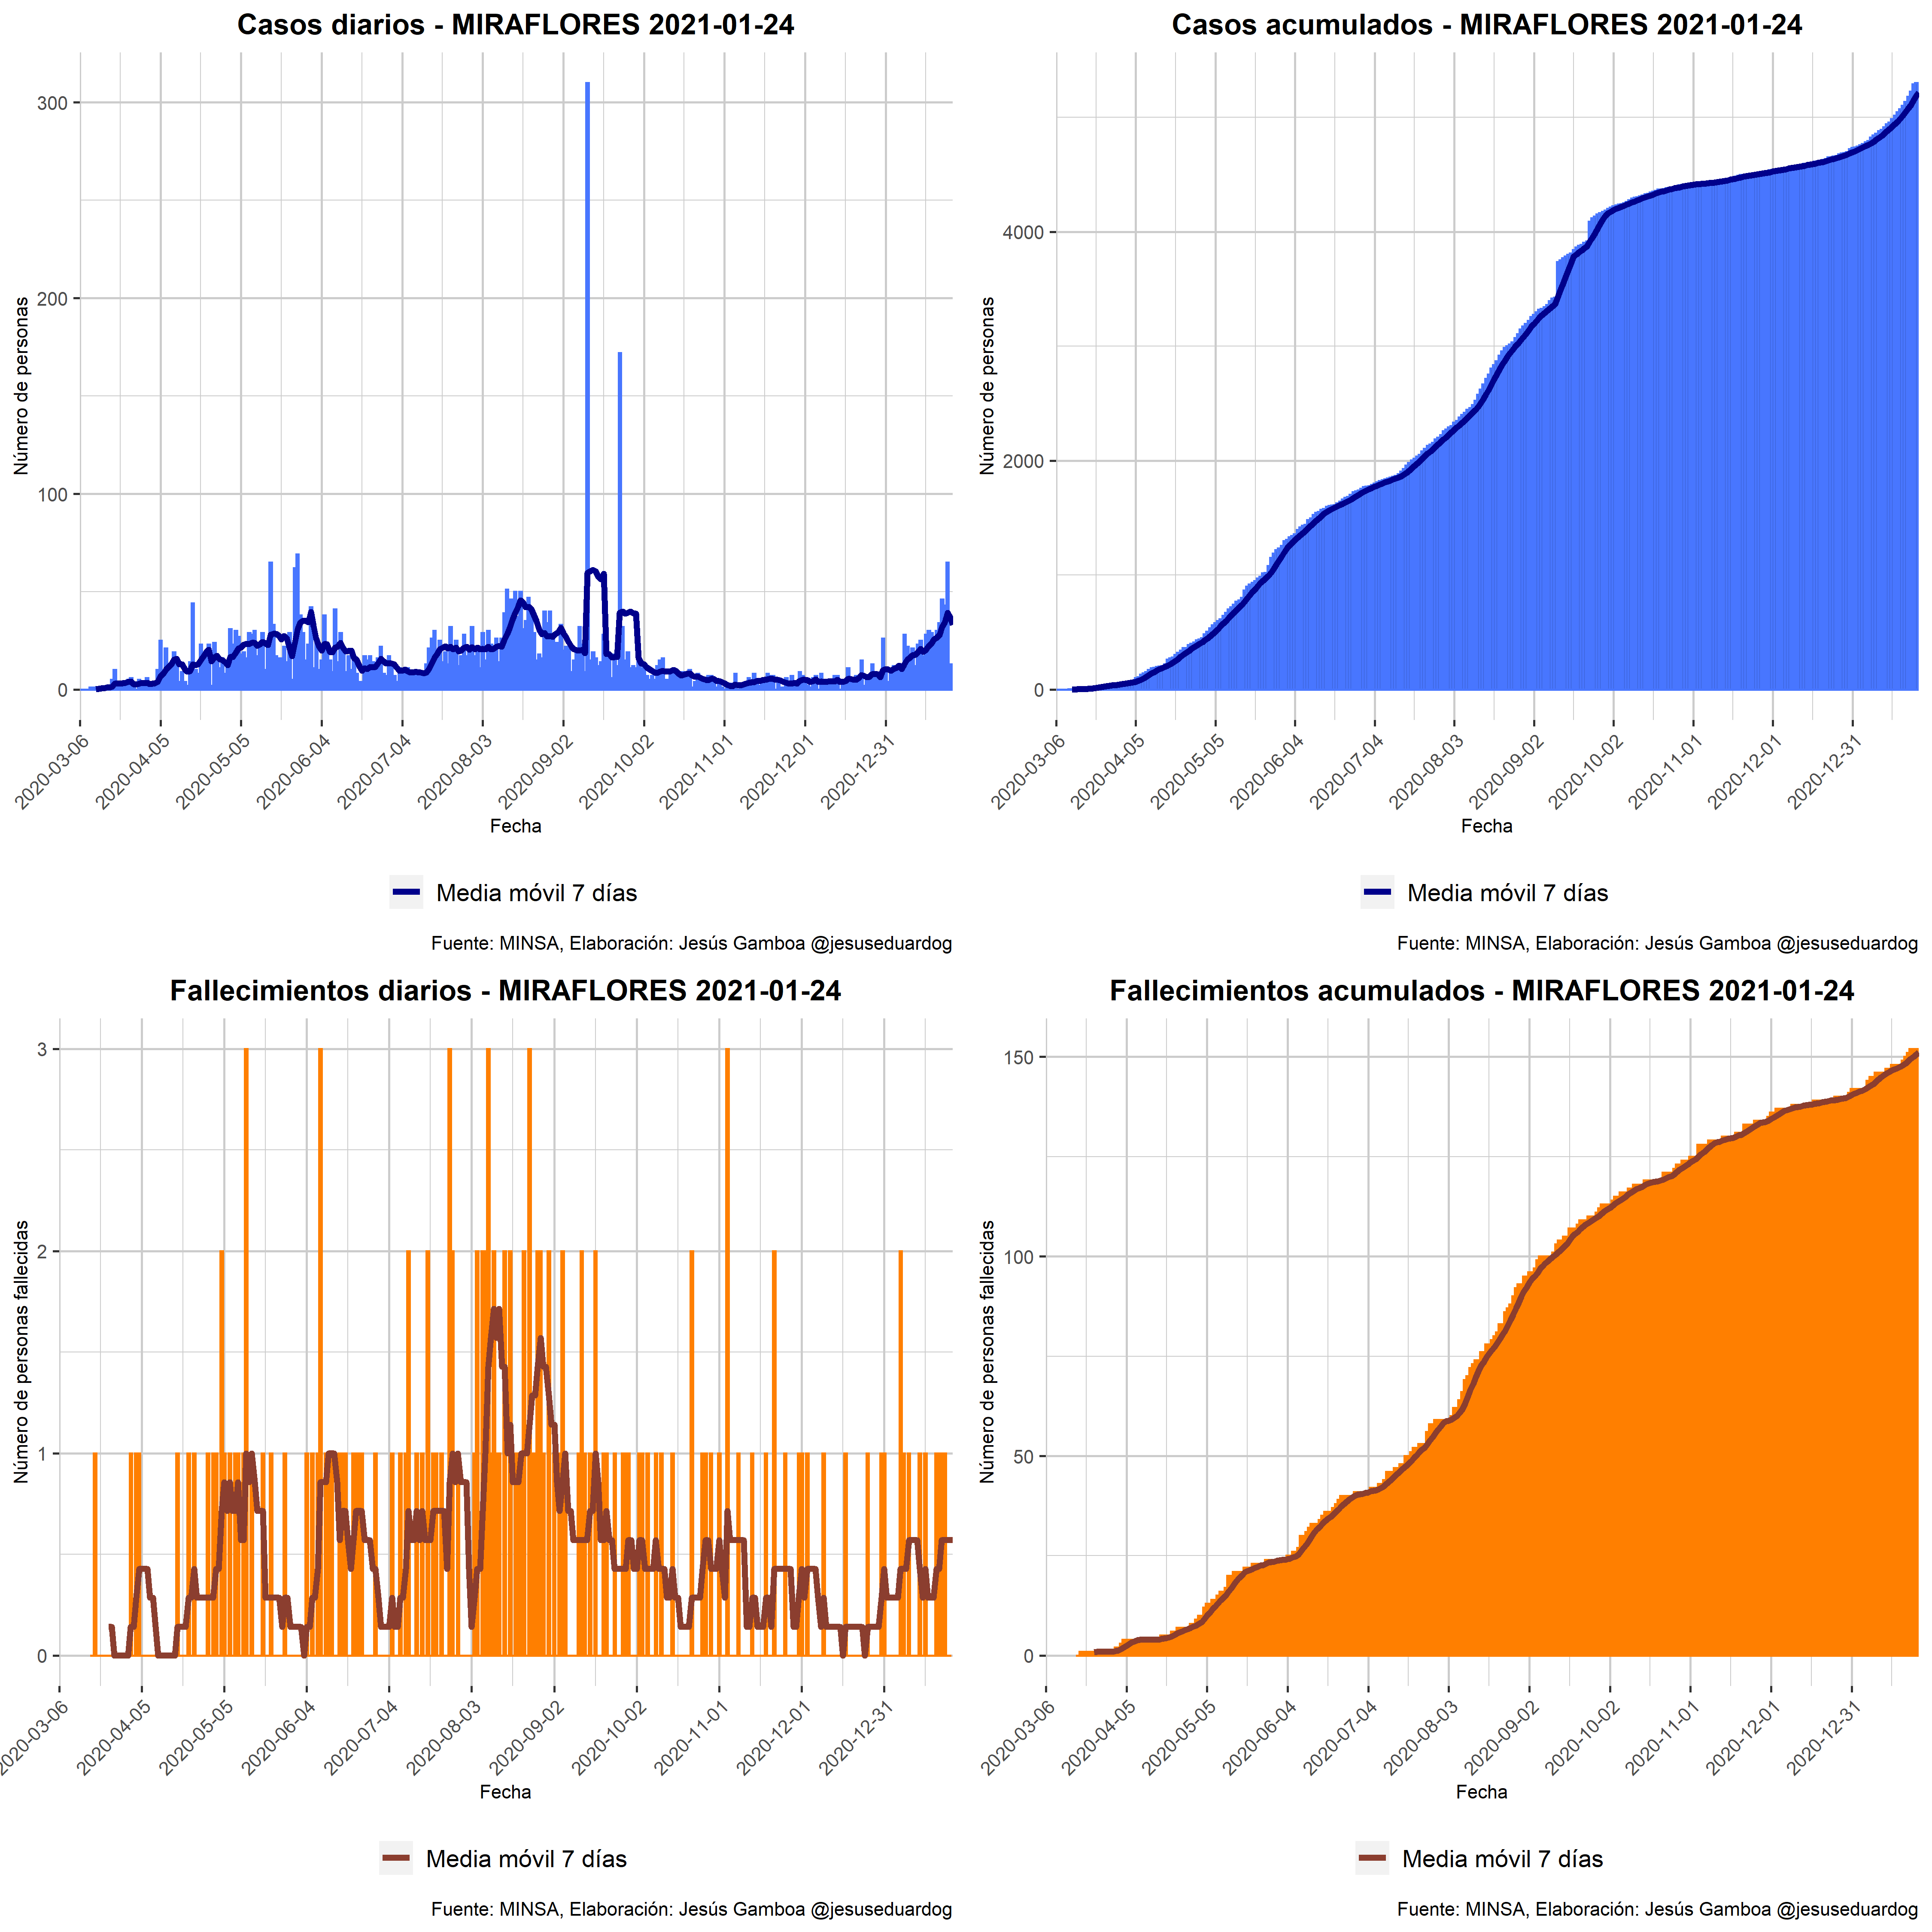 Casos diarios - MIRAFLORES 2021-01-24
Número de personas
300
200
100
0
2020-03-06
2020-04-05
2020-05-05
2020-06-04
2020-07-04
2020-08-03
2020-09-02
2020-10-02
2020-11-01
2020-12-01
2020-12-31
Fecha
Media móvil 7 días
Fuente: MINSA, Elaboración: Jesús Gamboa @jesuseduardog
Casos acumulados - MIRAFLORES 2021-01-24
Número de personas
4000
2000
0
2020-03-06
2020-04-05
2020-05-05
2020-06-04
2020-07-04
2020-08-03
2020-09-02
2020-10-02
2020-11-01
2020-12-01
2020-12-31
Fecha
Media móvil 7 días
Fuente: MINSA, Elaboración: Jesús Gamboa @jesuseduardog
Fallecimientos diarios - MIRAFLORES 2021-01-24
Número de personas fallecidas
3
2
1
0
2020-03-06
2020-04-05
2020-05-05
2020-06-04
2020-07-04
2020-08-03
2020-09-02
2020-10-02
2020-11-01
2020-12-01
2020-12-31
Fecha
Media móvil 7 días
Fuente: MINSA, Elaboración: Jesús Gamboa @jesuseduardog
Fallecimientos acumulados - MIRAFLORES 2021-01-24
Número de personas fallecidas
150
100
50
0
2020-03-06
2020-04-05
2020-05-05
2020-06-04
2020-07-04
2020-08-03
2020-09-02
2020-10-02
2020-11-01
2020-12-01
2020-12-31
Fecha
Media móvil 7 días
Fuente: MINSA, Elaboración: Jesús Gamboa @jesuseduardog